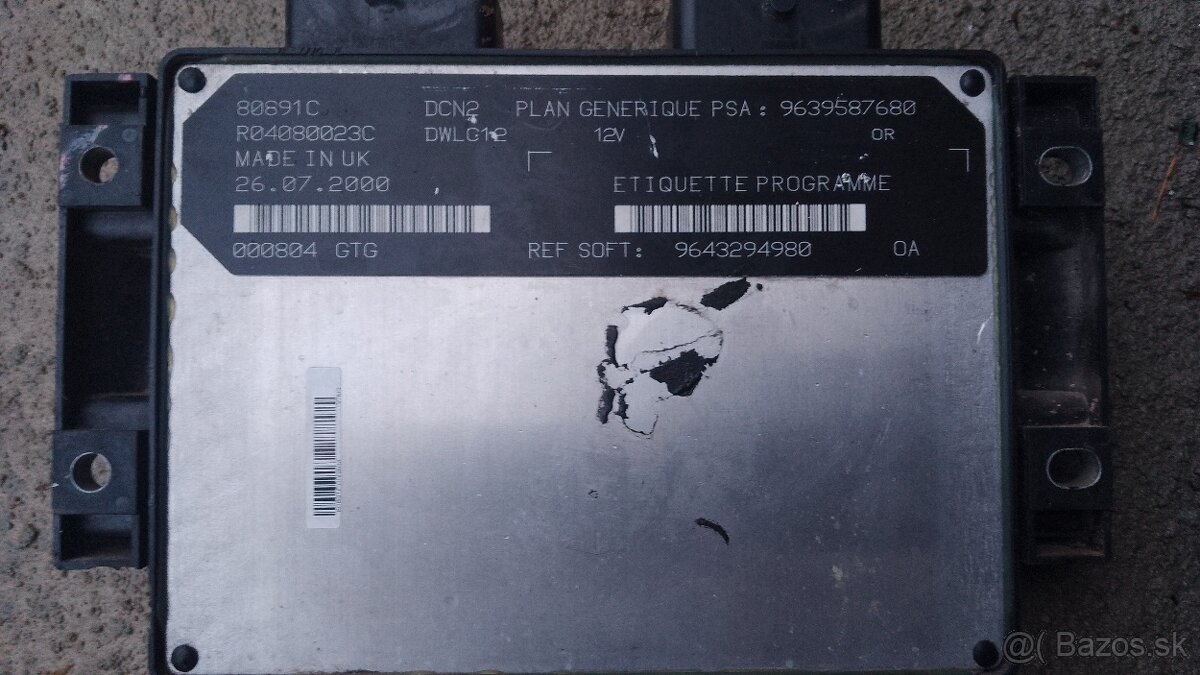 80691C DCN2 PLAN GENERIQUE PSA : 9639587680
R04080023C DWLC12 12V OR
MADE IN UK
26.07.2000 ETIQUETTE PROGRAMME
000804 GTG REF SOFT : 9643294980 0A
@( Bazos.sk